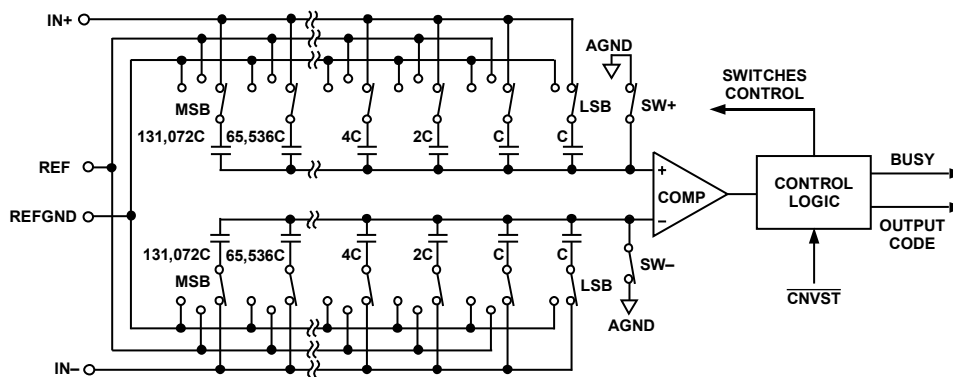 IN+
AGND
SWITCHES
CONTROL
MSB
LSB
SW+
131,072C
65,536C
4C
2C
C
C
REF
REFGND
+
COMP
–
CONTROL
LOGIC
BUSY
OUTPUT
CODE
CNVST
131,072C
65,536C
4C
2C
C
C
MSB
LSB
SW–
AGND
IN–